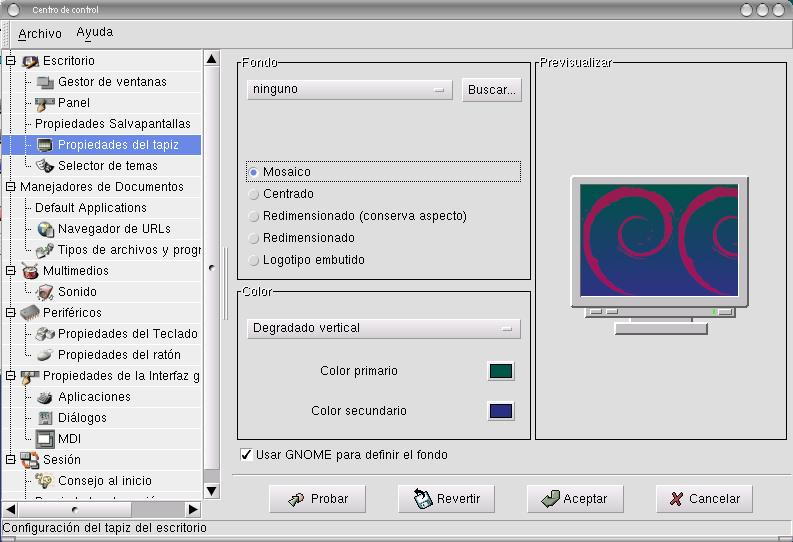 Centro de control
Archivo Ayuda
Escritorio
Gestor de ventanas
Panel
Propiedades Salvapantallas
Propiedades del tapiz
Selector de temas
Manejadores de Documentos
Default Applications
Navegador de URLs
Tipos de archivos y progr
Multimedios
Sonido
Periféricos
Propiedades del Teclado
Propiedades del ratón
Propiedades de la Interfaz g
Aplicaciones
Diálogos
MDI
Sesión
Consejo al inicio
Fondo
ninguno Buscar...
Mosaico
Centrado
Redimensionado (conserva aspecto)
Redimensionado
Logotipo embutido
Color
Degradado vertical
Color primario
Color secundario
Previsualizar
Usar GNOME para definir el fondo
Probar Revertir Aceptar Cancelar
Configuración del tapiz del escritorio